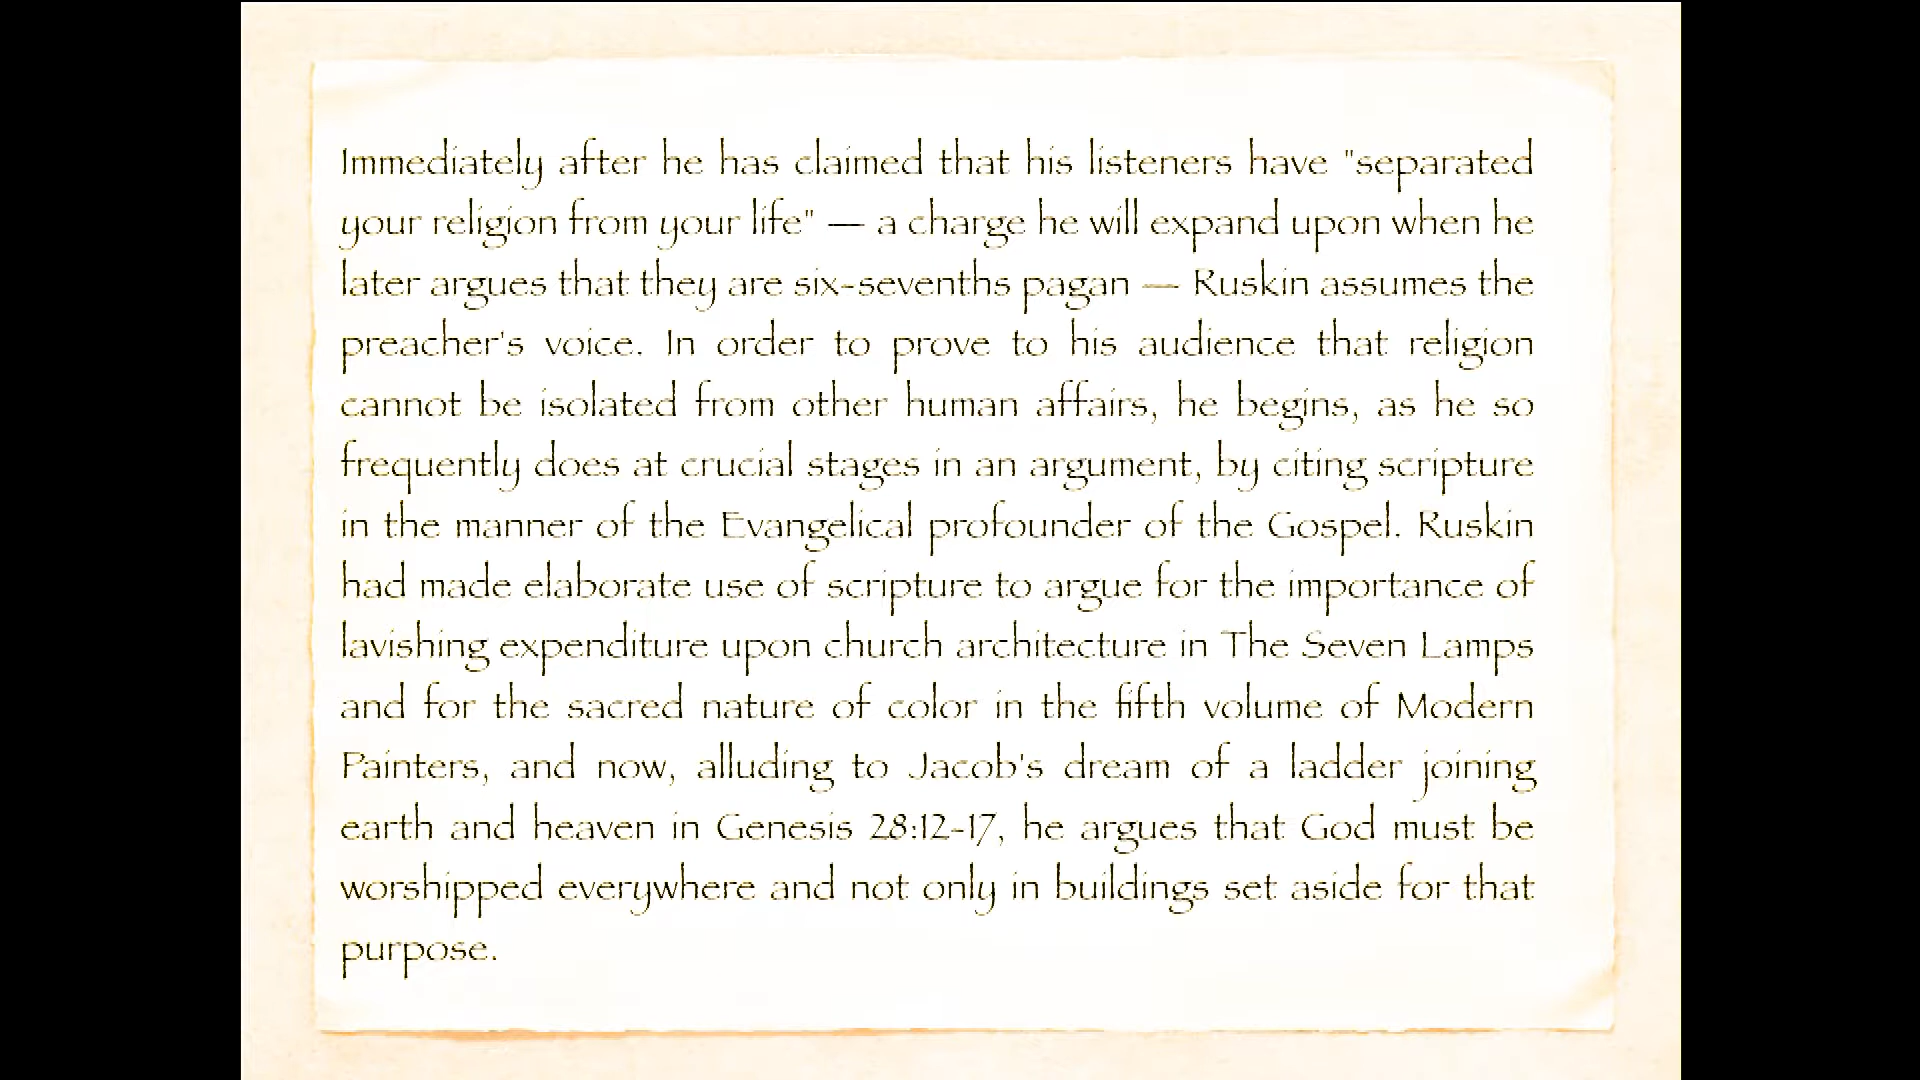 Immediately after he has claimed that his listeners have "separated
your religion from your life" — a charge he will expand upon when he
later argues that they are six-sevenths pagan — Ruskin assumes the
preacher's voice. In order to prove to his audience that religion
cannot be isolated from other human affairs, he begins, as he so
frequently does at crucial stages in an argument, by citing scripture
in the manner of the Evangelical profounder of the Gospel. Ruskin
had made elaborate use of scripture to argue for the importance of
lavishing expenditure upon church architecture in The Seven Lamps
and for the sacred nature of color in the fifth volume of Modern
Painters, and now, alluding to Jacob's dream of a ladder joining
earth and heaven in Genesis 28:12-17, he argues that God must be
worshipped everywhere and not only in buildings set aside for that
purpose.